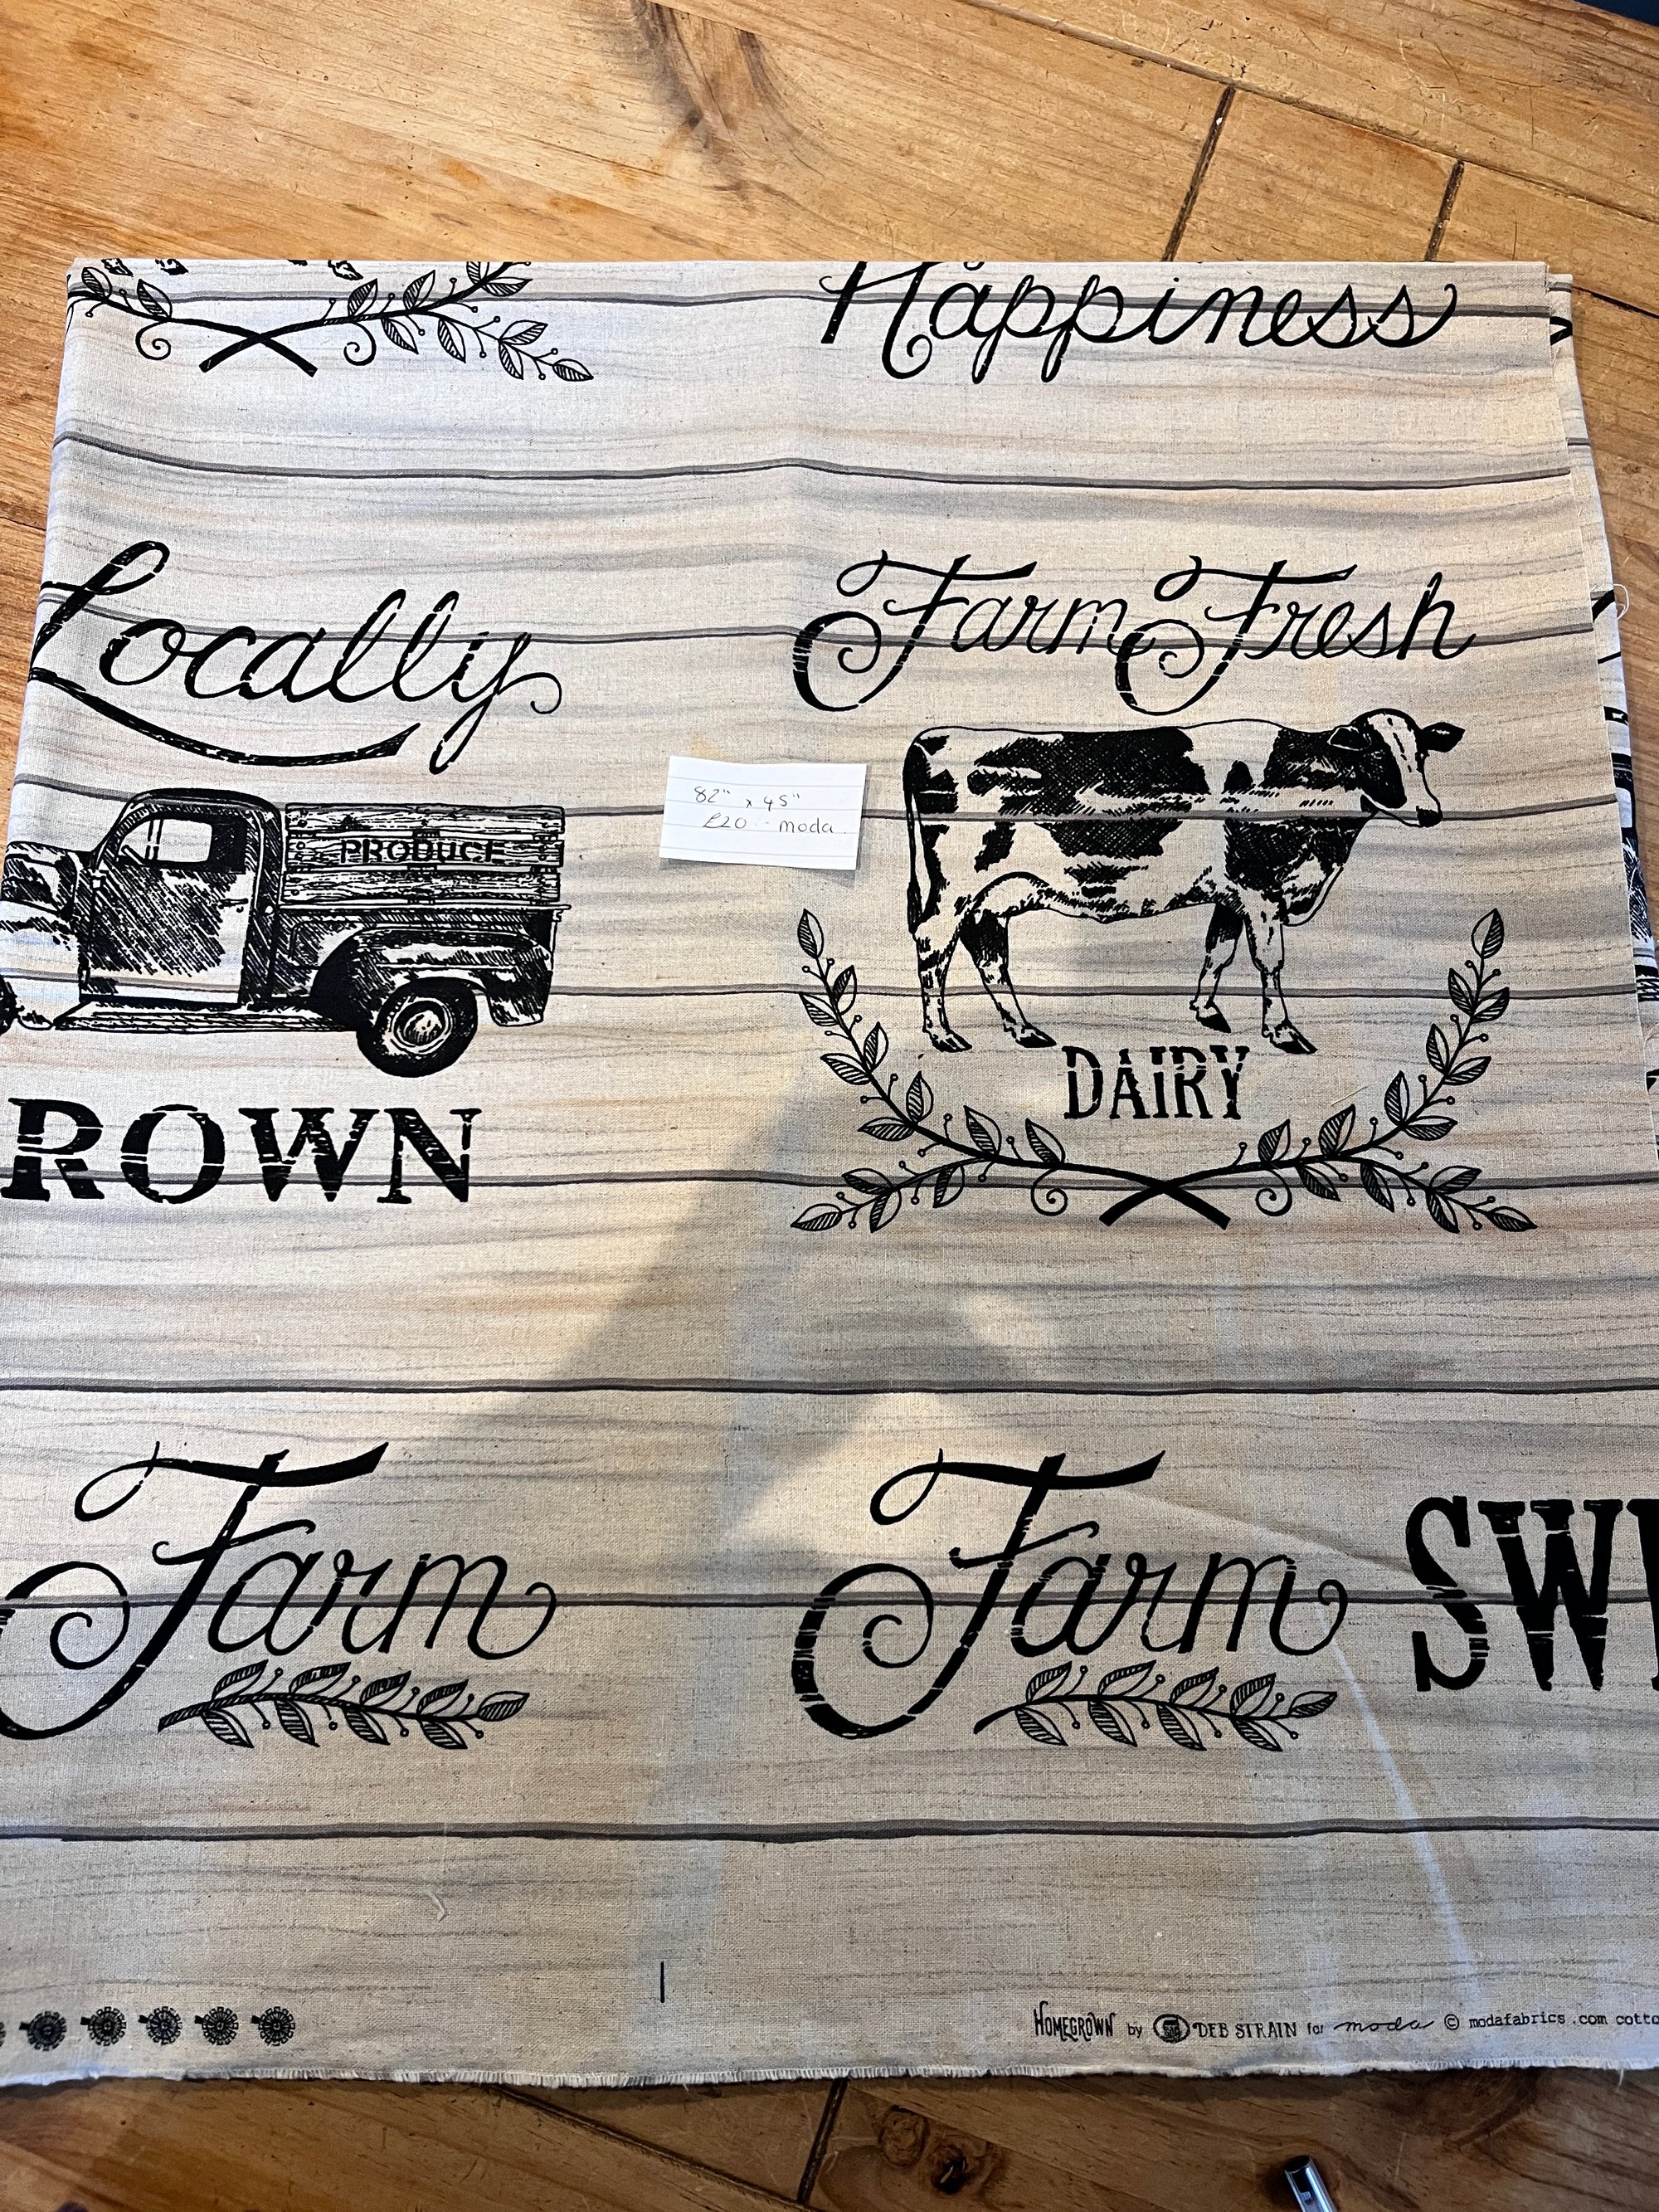 Happiness
Locally
Farm Fresh
PRODUCE
82" x 45"
£20 - moda
DAIRY
ROWN
Farm
Farm SW
HOMEGROWN by DEB STRAIN for moda © modafabrics.com cotto